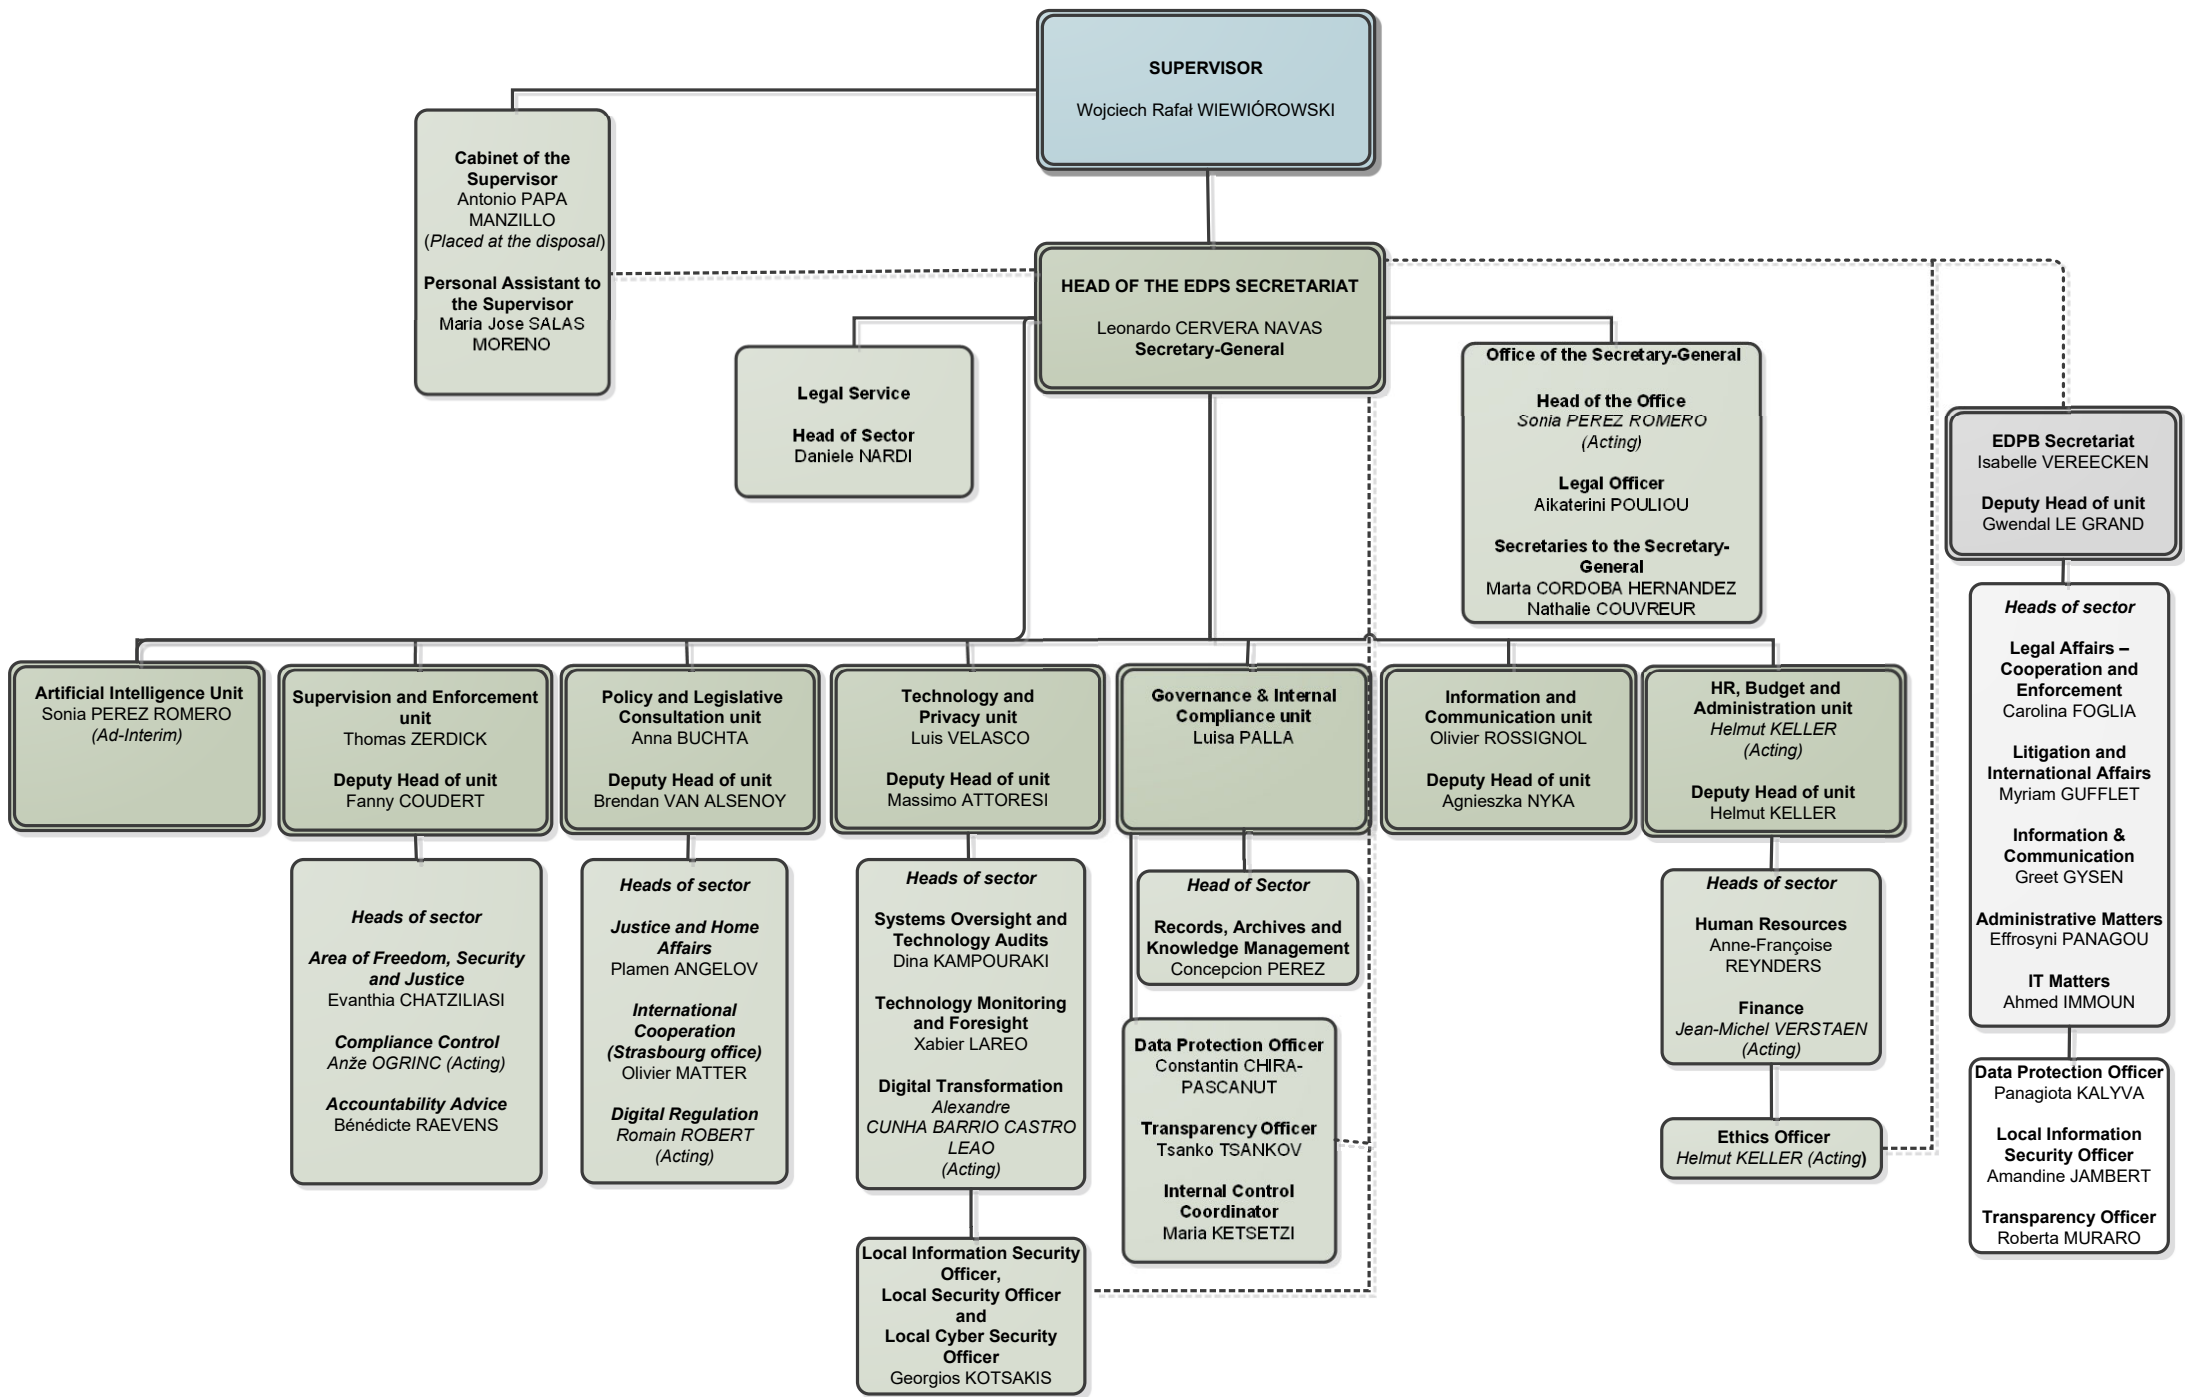 SUPERVISOR
Wojciech Rafał WIEWIÓROWSKI
Cabinet of the
Supervisor
Antonio PAPA
MANZILLO
(Placed at the disposal)
Personal Assistant to
the Supervisor
Maria Jose SALAS
MORENO
HEAD OF THE EDPS SECRETARIAT
Leonardo CERVERA NAVAS
Secretary-General
Legal Service
Head of Sector
Daniele NARDI
Office of the Secretary-General
Head of the Office
Sonia PEREZ ROMERO
(Acting)
Legal Officer
Aikaterini POULIOU
Secretaries to the Secretary-
General
Marta CORDOBA HERNANDEZ
Nathalie COUVREUR
EDPB Secretariat
Isabelle VEREECKEN
Deputy Head of unit
Gwendal LE GRAND
Heads of sector
Legal Affairs –
Cooperation and
Enforcement
Carolina FOGLIA
Litigation and
International Affairs
Myriam GUFFLET
Information &
Communication
Greet GYSEN
Administrative Matters
Effrosyni PANAGOU
IT Matters
Ahmed IMMOUN
Data Protection Officer
Panagiota KALYVA
Local Information
Security Officer
Amandine JAMBERT
Transparency Officer
Roberta MURARO
Artificial Intelligence Unit
Sonia PEREZ ROMERO
(Ad-Interim)
Supervision and Enforcement
unit
Thomas ZERDICK
Deputy Head of unit
Fanny COUDERT
Heads of sector
Area of Freedom, Security
and Justice
Evanthia CHATZILIASI
Compliance Control
Anže OGRINC (Acting)
Accountability Advice
Bénédicte RAEVENS
Policy and Legislative
Consultation unit
Anna BUCHTA
Deputy Head of unit
Brendan VAN ALSENOY
Heads of sector
Justice and Home
Affairs
Plamen ANGELOV
International
Cooperation
(Strasbourg office)
Olivier MATTER
Digital Regulation
Romain ROBERT
(Acting)
Technology and
Privacy unit
Luis VELASCO
Deputy Head of unit
Massimo ATTORESI
Heads of sector
Systems Oversight and
Technology Audits
Dina KAMPOURAKI
Technology Monitoring
and Foresight
Xabier LAREO
Digital Transformation
Alexandre
CUNHA BARRIO CASTRO
LEAO
(Acting)
Local Information Security
Officer,
Local Security Officer
and
Local Cyber Security
Officer
Georgios KOTSAKIS
Governance & Internal
Compliance unit
Luisa PALLA
Head of Sector
Records, Archives and
Knowledge Management
Concepcion PEREZ
Data Protection Officer
Constantin CHIRA-
PASCANUT
Transparency Officer
Tsanko TSANKOV
Internal Control
Coordinator
Maria KETSETZI
Information and
Communication unit
Olivier ROSSIGNOL
Deputy Head of unit
Agnieszka NYKA
HR, Budget and
Administration unit
Helmut KELLER
(Acting)
Deputy Head of unit
Helmut KELLER
Heads of sector
Human Resources
Anne-Françoise
REYNDERS
Finance
Jean-Michel VERSTAEN
(Acting)
Ethics Officer
Helmut KELLER (Acting)